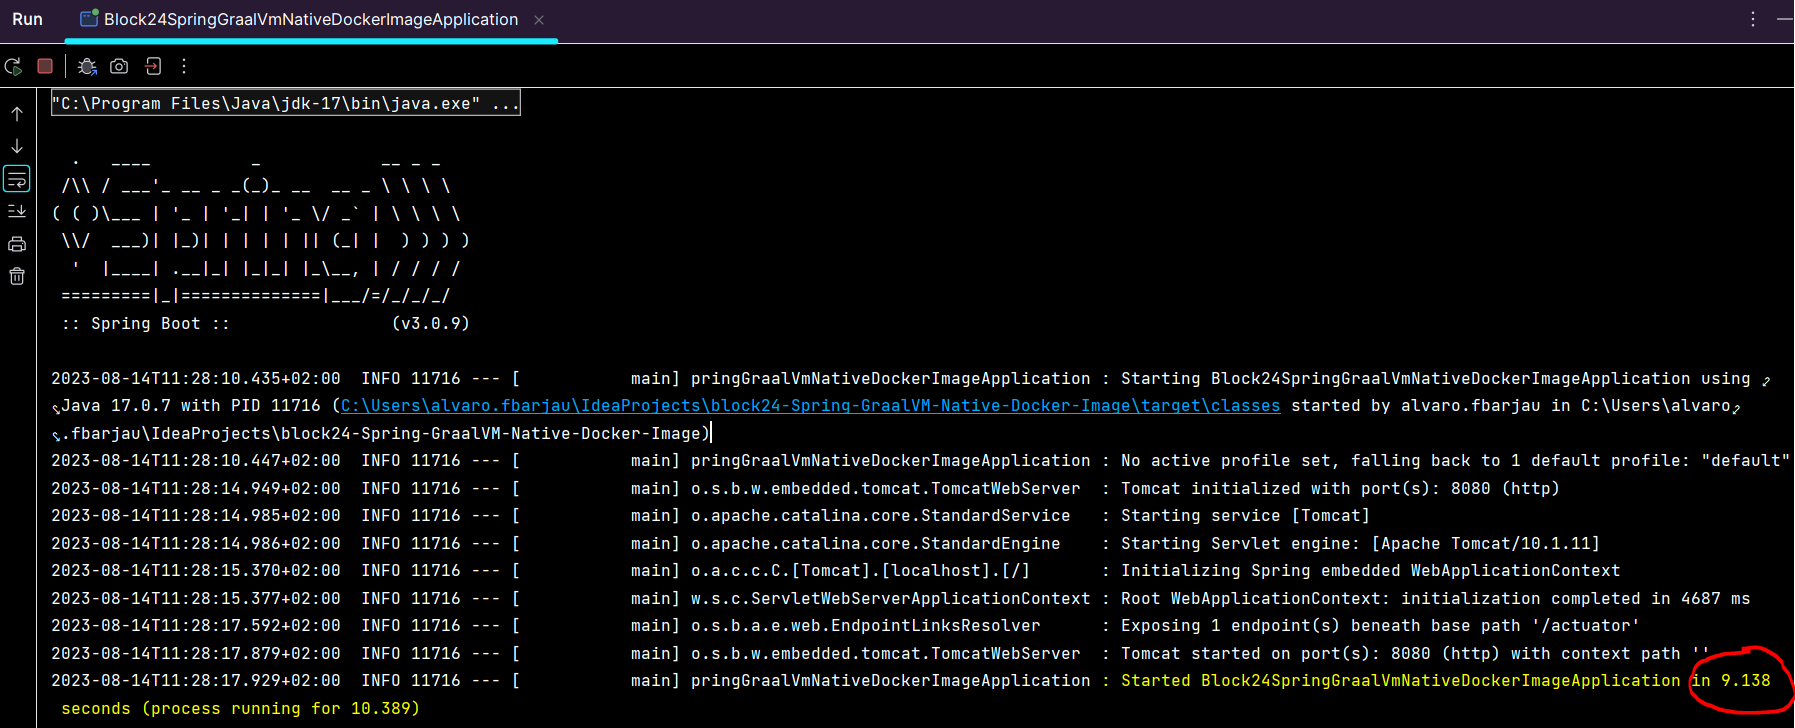 Run Block24SpringGraalVmNativeDockerImageApplication
"C:\Program Files\Java\jdk-17\bin\java.exe" ...
  .   ____          _            __ _ _
 /\\ / ___'_ __ _ _(_)_ __  __ _ \ \ \ \
( ( )\___ | '_ | '_| | '_ \/ _` | \ \ \ \
 \\/  ___)| |_)| | | | | || (_| |  ) ) ) )
  '  |____| .__|_| |_|_| |_\__, | / / / /
 =========|_|==============|___/=/_/_/_/
 :: Spring Boot ::                (v3.0.9)
2023-08-14T11:28:10.435+02:00  INFO 11716 --- [           main] pringGraalVmNativeDockerImageApplication : Starting Block24SpringGraalVmNativeDockerImageApplication using
Java 17.0.7 with PID 11716 (C:\Users\alvaro.fbarjau\IdeaProjects\block24-Spring-GraalVM-Native-Docker-Image\target\classes started by alvaro.fbarjau in C:\Users\alvaro
.fbarjau\IdeaProjects\block24-Spring-GraalVM-Native-Docker-Image)
2023-08-14T11:28:10.447+02:00  INFO 11716 --- [           main] pringGraalVmNativeDockerImageApplication : No active profile set, falling back to 1 default profile: "default"
2023-08-14T11:28:14.949+02:00  INFO 11716 --- [           main] o.s.b.w.embedded.tomcat.TomcatWebServer  : Tomcat initialized with port(s): 8080 (http)
2023-08-14T11:28:14.985+02:00  INFO 11716 --- [           main] o.apache.catalina.core.StandardService   : Starting service [Tomcat]
2023-08-14T11:28:14.986+02:00  INFO 11716 --- [           main] o.apache.catalina.core.StandardEngine    : Starting Servlet engine: [Apache Tomcat/10.1.11]
2023-08-14T11:28:15.370+02:00  INFO 11716 --- [           main] o.a.c.c.C.[Tomcat].[localhost].[/]       : Initializing Spring embedded WebApplicationContext
2023-08-14T11:28:15.377+02:00  INFO 11716 --- [           main] w.s.c.ServletWebServerApplicationContext : Root WebApplicationContext: initialization completed in 4687 ms
2023-08-14T11:28:17.592+02:00  INFO 11716 --- [           main] o.s.b.a.e.web.EndpointLinksResolver      : Exposing 1 endpoint(s) beneath base path '/actuator'
2023-08-14T11:28:17.879+02:00  INFO 11716 --- [           main] o.s.b.w.embedded.tomcat.TomcatWebServer  : Tomcat started on port(s): 8080 (http) with context path ''
2023-08-14T11:28:17.929+02:00  INFO 11716 --- [           main] pringGraalVmNativeDockerImageApplication : Started Block24SpringGraalVmNativeDockerImageApplication in 9.138
 seconds (process running for 10.389)